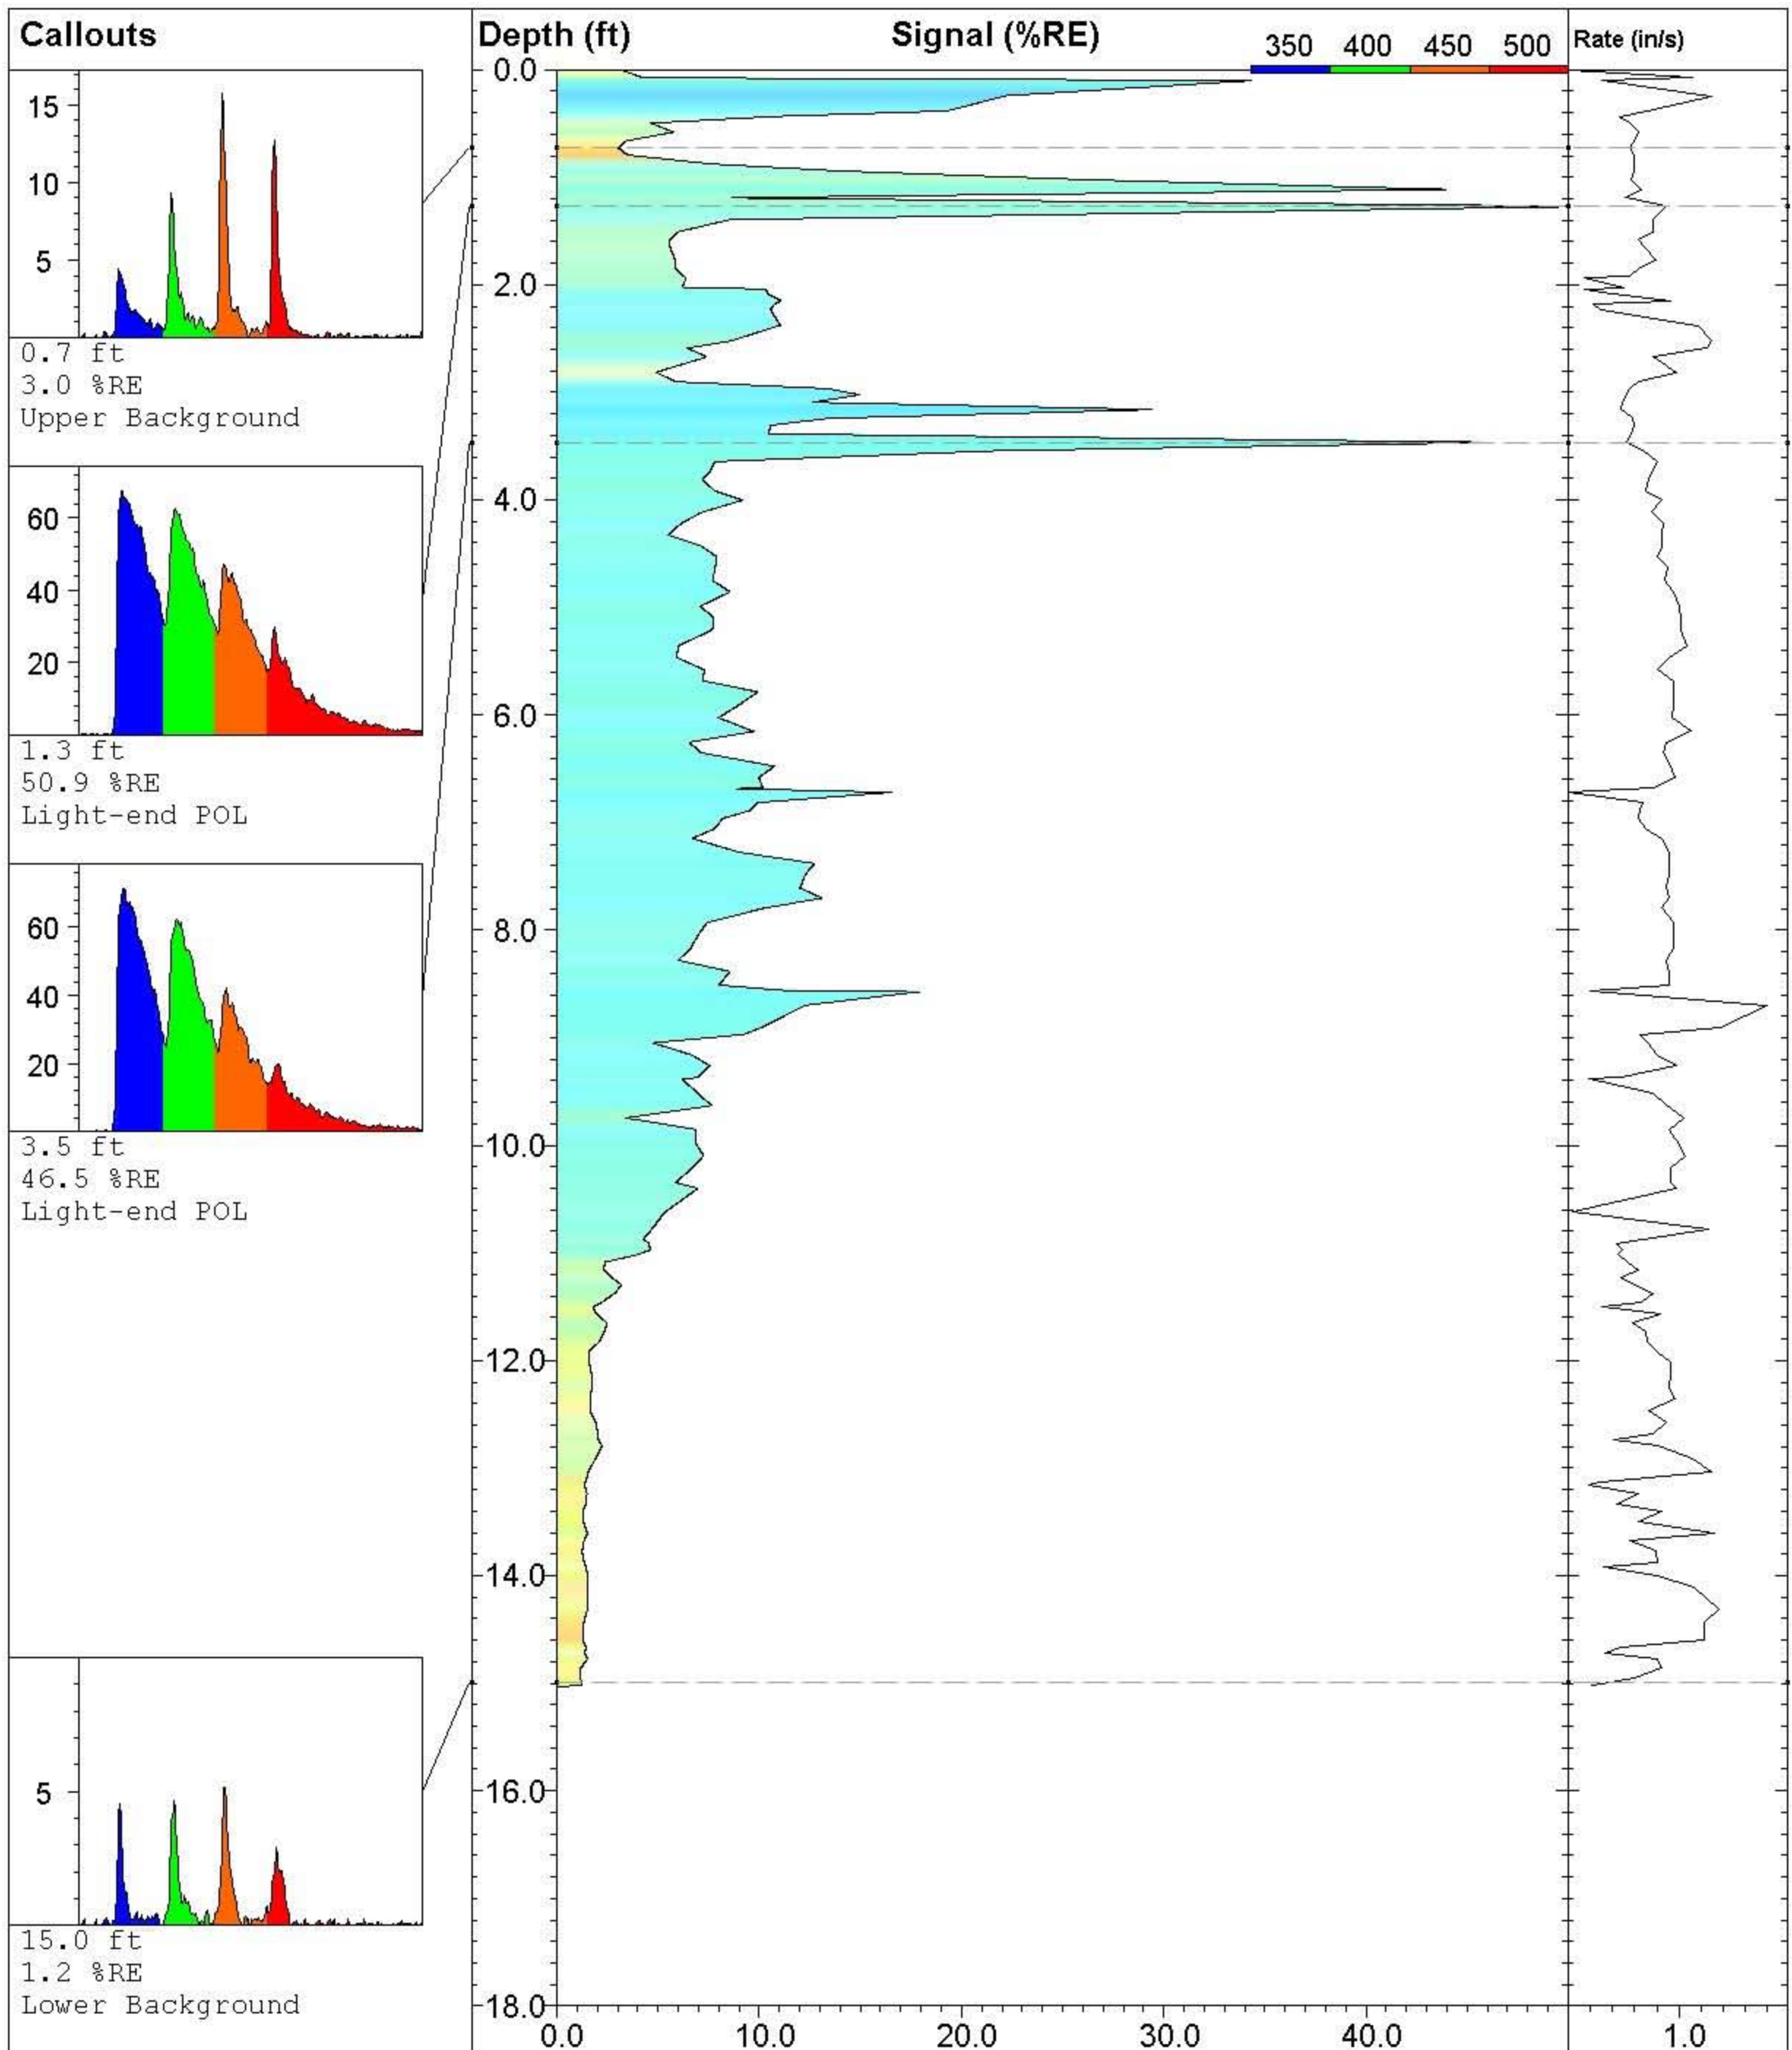 Callouts
15
10
5
0.7 ft
3.0 %RE
Upper Background
60
40
20
1.3 ft
50.9 %RE
Light-end POL
60
40
20
3.5 ft
46.5 %RE
Light-end POL
5
15.0 ft
1.2 %RE
Lower Background
Depth (ft)
Signal (%RE)
350 400 450 500
0.0
2.0
4.0
6.0
8.0
10.0
12.0
14.0
16.0
18.0
0.0 10.0 20.0 30.0 40.0
Rate (in/s)
1.0